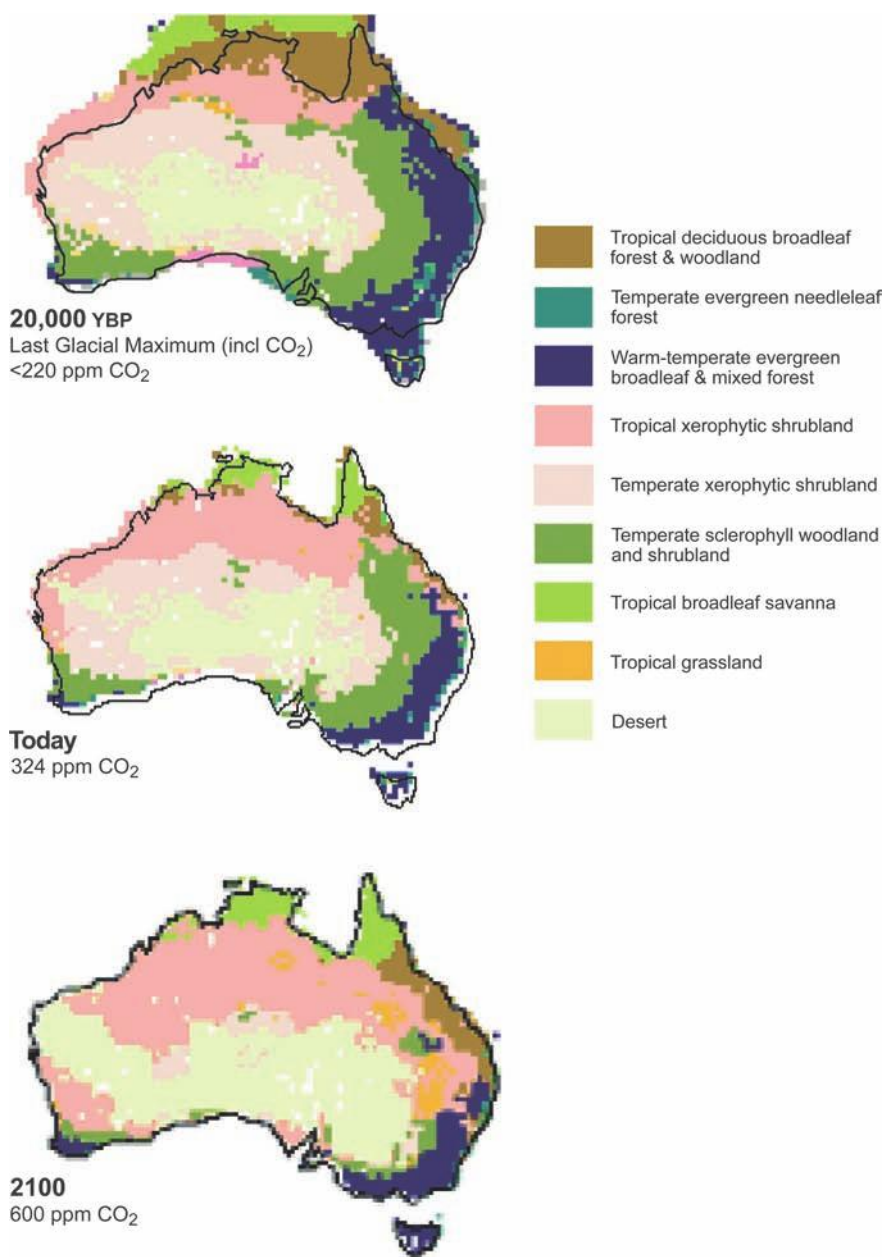 20,000 YBP
Last Glacial Maximum (incl CO₂)
<220 ppm CO₂
Today
324 ppm CO₂
2100
600 ppm CO₂
Tropical deciduous broadleaf
forest & woodland
Temperate evergreen needleleaf
forest
Warm-temperate evergreen
broadleaf & mixed forest
Tropical xerophytic shrubland
Temperate xerophytic shrubland
Temperate sclerophyll woodland
and shrubland
Tropical broadleaf savanna
Tropical grassland
Desert